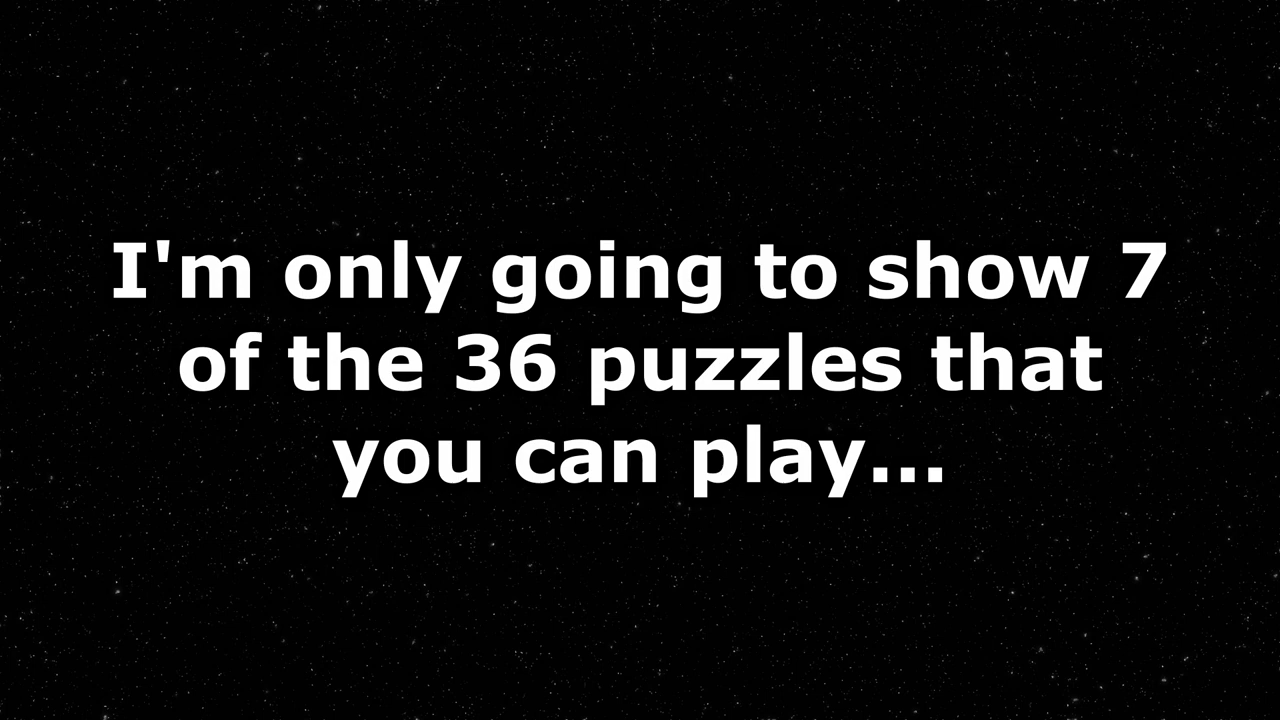 I'm only going to show 7
of the 36 puzzles that
you can play...